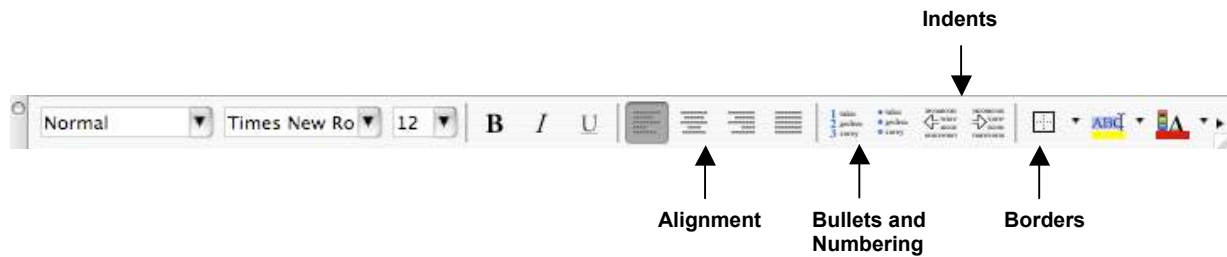 Indents
Normal Times New Ro 12 B I U ABC A
Alignment Bullets and Numbering Borders